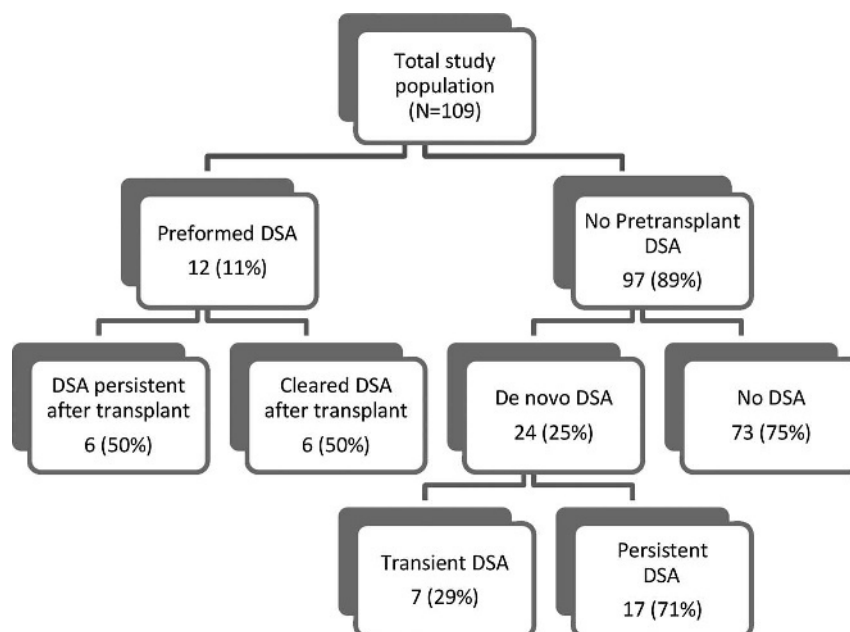 Total study
population
(N=109)
Preformed DSA
12 (11%)
No Pretransplant
DSA
97 (89%)
DSA persistent
after transplant
6 (50%)
Cleared DSA
after transplant
6 (50%)
De novo DSA
24 (25%)
No DSA
73 (75%)
Transient DSA
7 (29%)
Persistent
DSA
17 (71%)